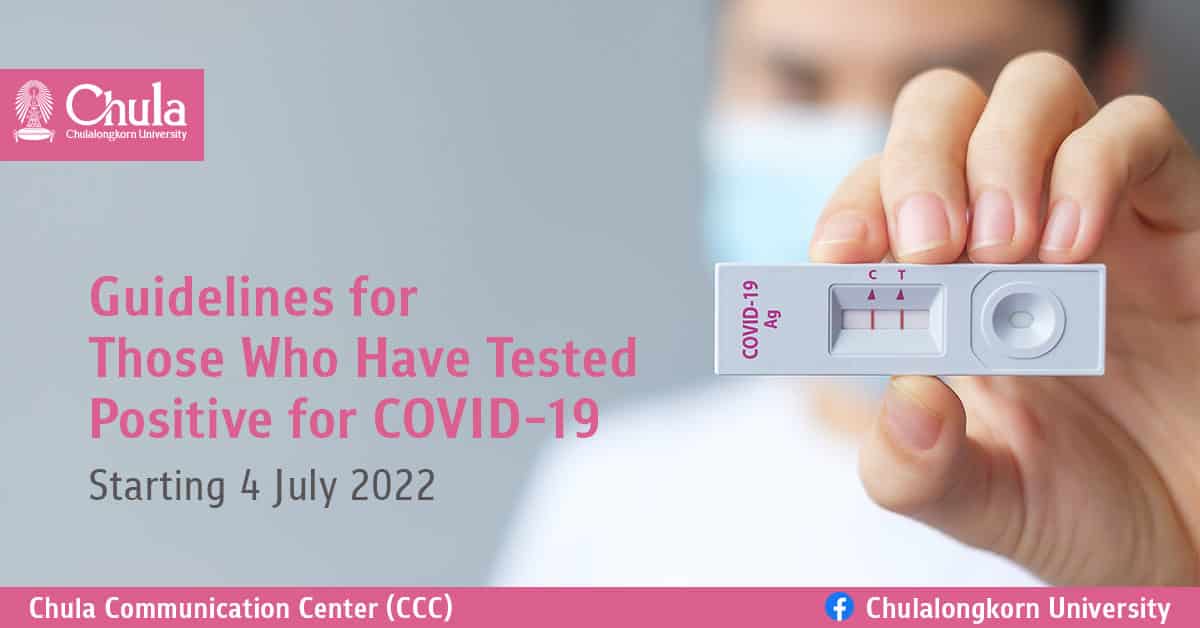 Chula
Chulalongkorn University
Guidelines for
Those Who Have Tested
Positive for COVID-19
Starting 4 July 2022
C T
COVID-19
Ag
Chula Communication Center (CCC)
Chulalongkorn University